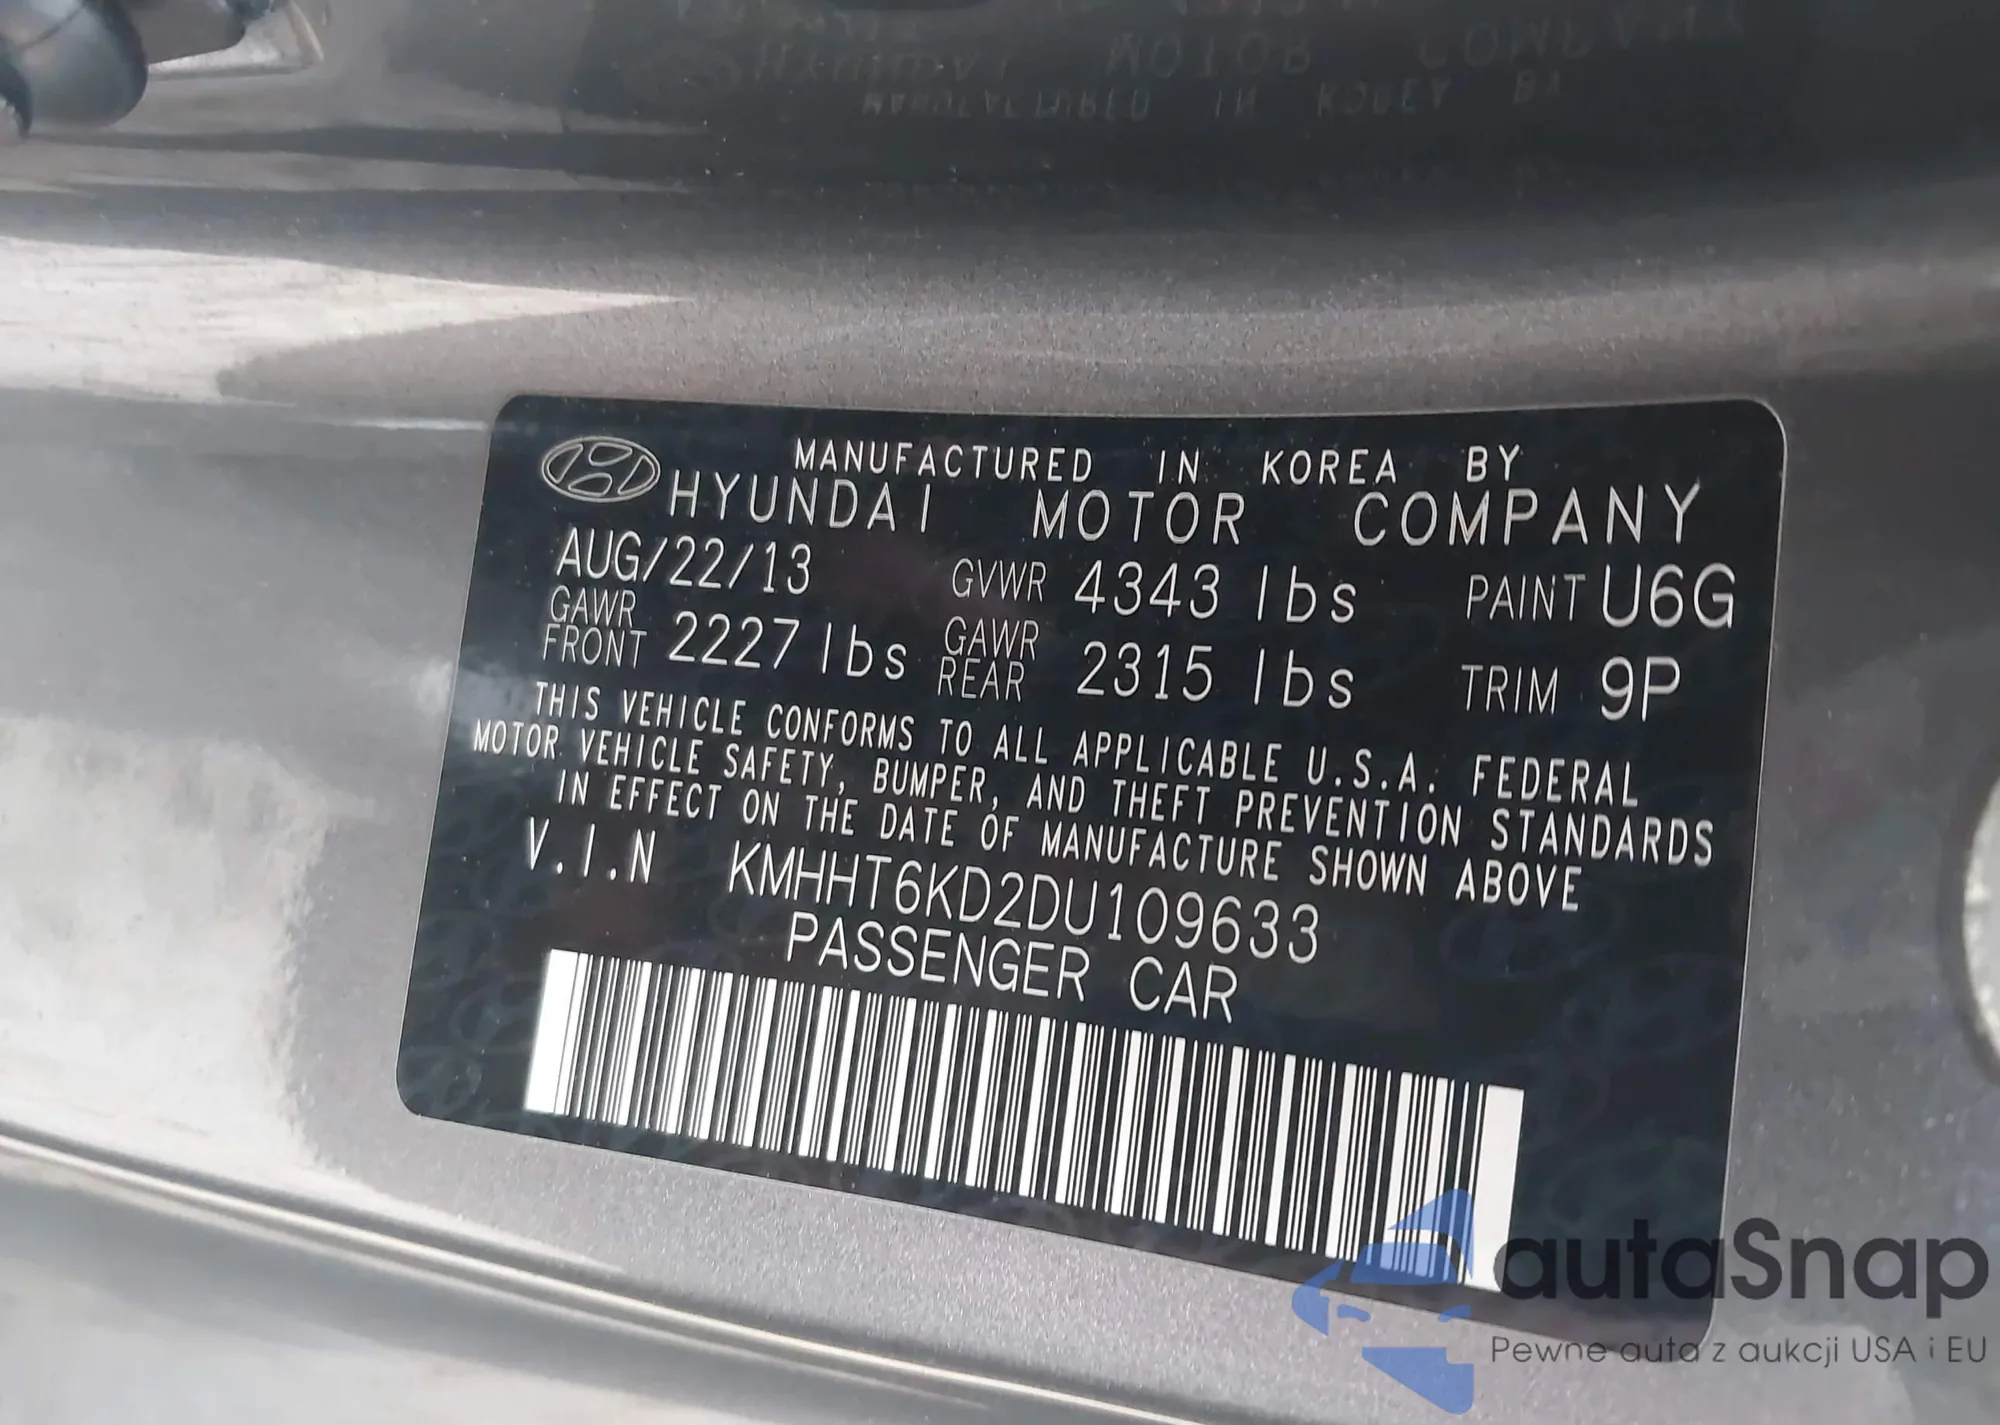 MANUFACTURED IN KOREA BY
HYUNDAI MOTOR COMPANY
AUG/22/13 GVWR 4343 lbs PAINT U6G
GAWR FRONT 2227 lbs GAWR REAR 2315 lbs TRIM 9P
THIS VEHICLE CONFORMS TO ALL APPLICABLE U.S.A. FEDERAL
MOTOR VEHICLE SAFETY, BUMPER, AND THEFT PREVENTION STANDARDS
IN EFFECT ON THE DATE OF MANUFACTURE SHOWN ABOVE
V.I.N KMHHT6KD2DU109633
PASSENGER CAR
autaSnap
Pewne auta z aukcji USA i EU